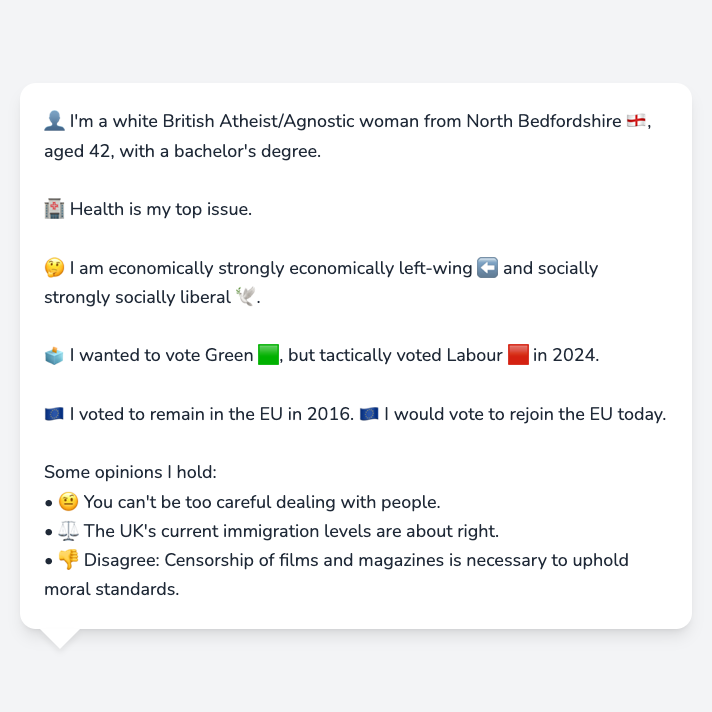 👤 I'm a white British Atheist/Agnostic woman from North Bedfordshire 🏴󠁧󠁢󠁥󠁮󠁧󠁿,
aged 42, with a bachelor's degree.
🏥 Health is my top issue.
🤔 I am economically strongly economically left-wing ⬅️ and socially
strongly socially liberal 🕊️.
🗳️ I wanted to vote Green 🟩, but tactically voted Labour 🟥 in 2024.
🇪🇺 I voted to remain in the EU in 2016. 🇪🇺 I would vote to rejoin the EU today.
Some opinions I hold:
• 🤨 You can't be too careful dealing with people.
• ⚖️ The UK's current immigration levels are about right.
• 👎 Disagree: Censorship of films and magazines is necessary to uphold
moral standards.